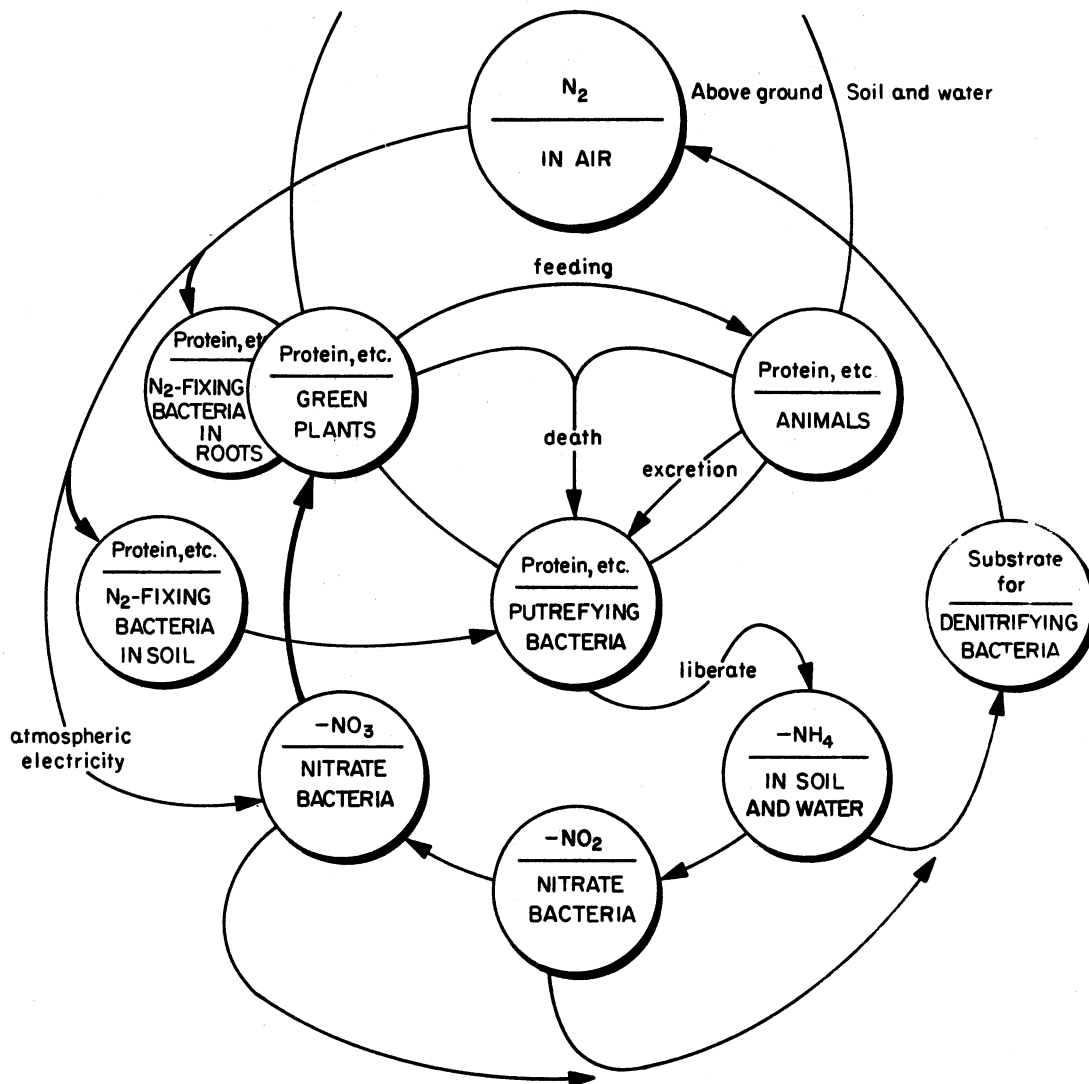 N2
IN AIR
Above ground
Soil and water
feeding
Protein, etc
N2-FIXING
BACTERIA
IN
ROOTS
Protein, etc.
GREEN
PLANTS
Protein, etc.
ANIMALS
death
excretion
Protein, etc.
N2-FIXING
BACTERIA
IN SOIL
Protein, etc.
PUTREFYING
BACTERIA
Substrate
for
DENITRIFYING
BACTERIA
liberate
atmospheric
electricity
-NO3
NITRATE
BACTERIA
-NH4
IN SOIL
AND WATER
-NO2
NITRATE
BACTERIA